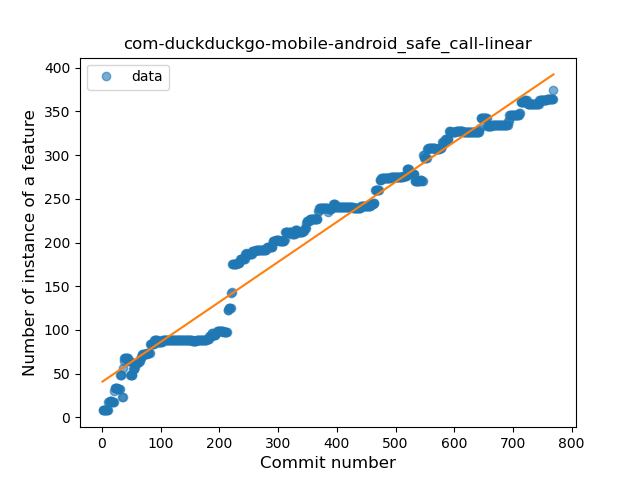 com-duckduckgo-mobile-android_safe_call-linear
data
Number of instance of a feature
400
350
300
250
200
150
100
50
0
0 100 200 300 400 500 600 700 800
Commit number